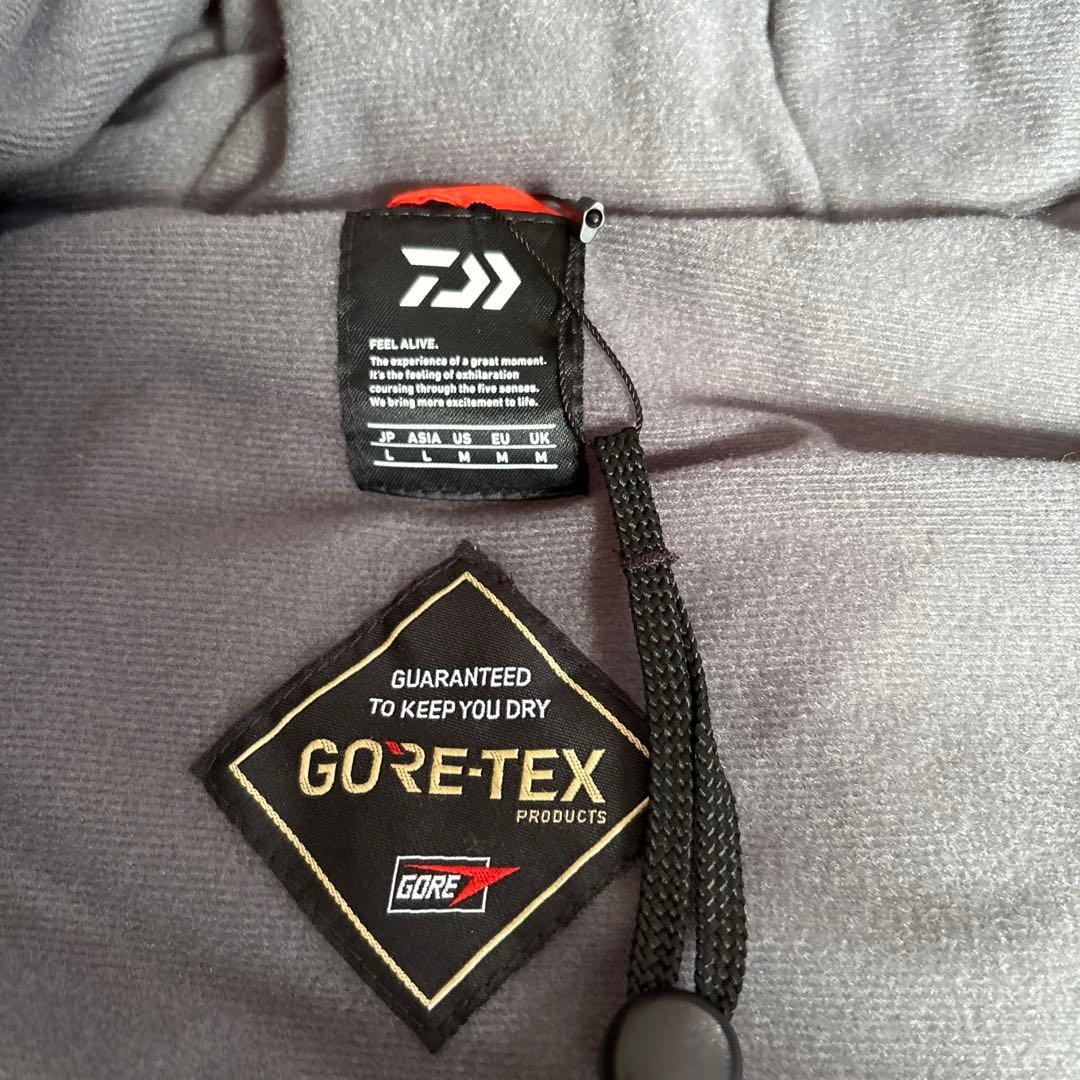 FEEL ALIVE.
The experience of a great moment.
It's the feeling of exhilaration
coursing through the five senses.
We bring more excitement to life.
JP ASIA US EU UK
L L M M M
GUARANTEED
TO KEEP YOU DRY
GORE-TEX
PRODUCTS
GORE